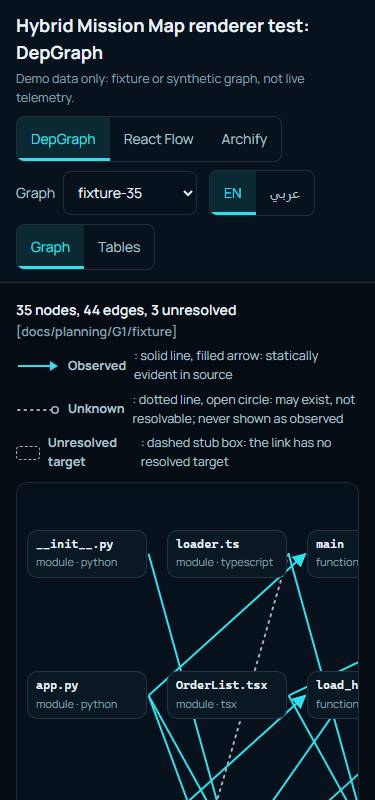 Hybrid Mission Map renderer test:
DepGraph
Demo data only: fixture or synthetic graph, not live
telemetry.
DepGraph React Flow Archify
Graph fixture-35 EN عربي
Graph Tables
35 nodes, 44 edges, 3 unresolved
[docs/planning/G1/fixture]
Observed : solid line, filled arrow: statically
evident in source
Unknown : dotted line, open circle: may exist, not
resolvable; never shown as observed
Unresolved target : dashed stub box: the link has no
resolved target
__init__.py loader.ts main
module · python module · typescript function
app.py OrderList.tsx load_h
module · python module · tsx function